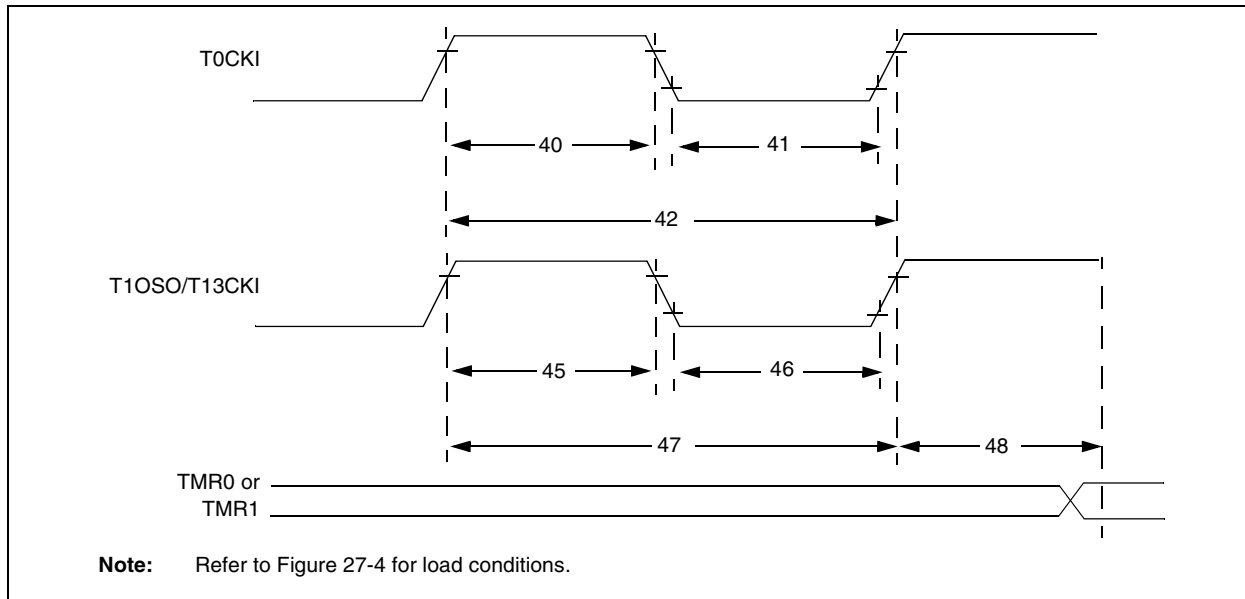 T0CKI
40
41
42
T1OSO/T13CKI
45
46
47
48
TMR0 or
TMR1
Note: Refer to Figure 27-4 for load conditions.